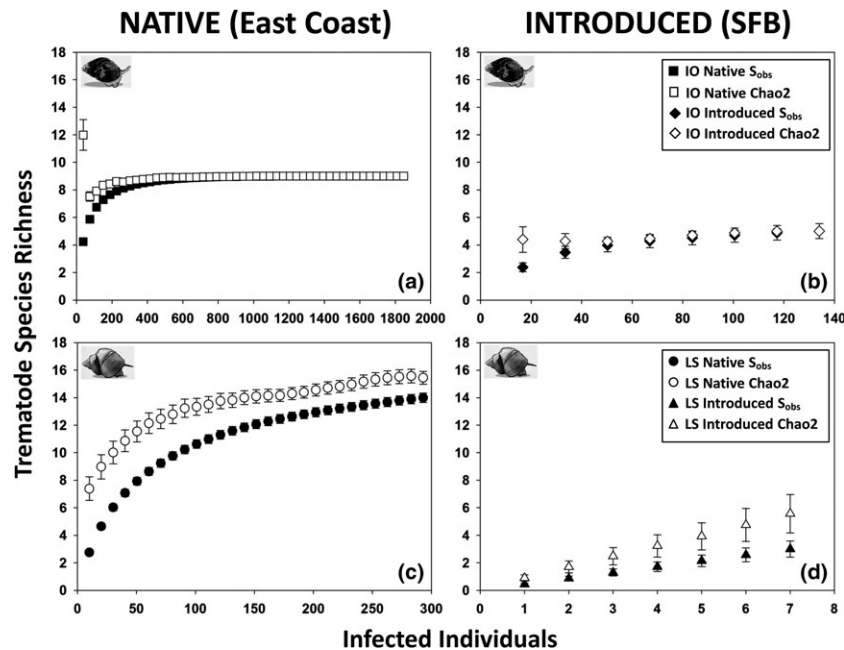 NATIVE (East Coast)
INTRODUCED (SFB)
Trematode Species Richness
18
16
14
12
10
8
6
4
2
0
0 200 400 600 800 1000 1200 1400 1600 1800 2000
(a)
18
16
14
12
10
8
6
4
2
0
0 20 40 60 80 100 120 140
IO Native Sobs
IO Native Chao2
IO Introduced Sobs
IO Introduced Chao2
(b)
18
16
14
12
10
8
6
4
2
0
0 50 100 150 200 250 300
(c)
18
16
14
12
10
8
6
4
2
0
0 1 2 3 4 5 6 7 8
LS Native Sobs
LS Native Chao2
LS Introduced Sobs
LS Introduced Chao2
(d)
Infected Individuals